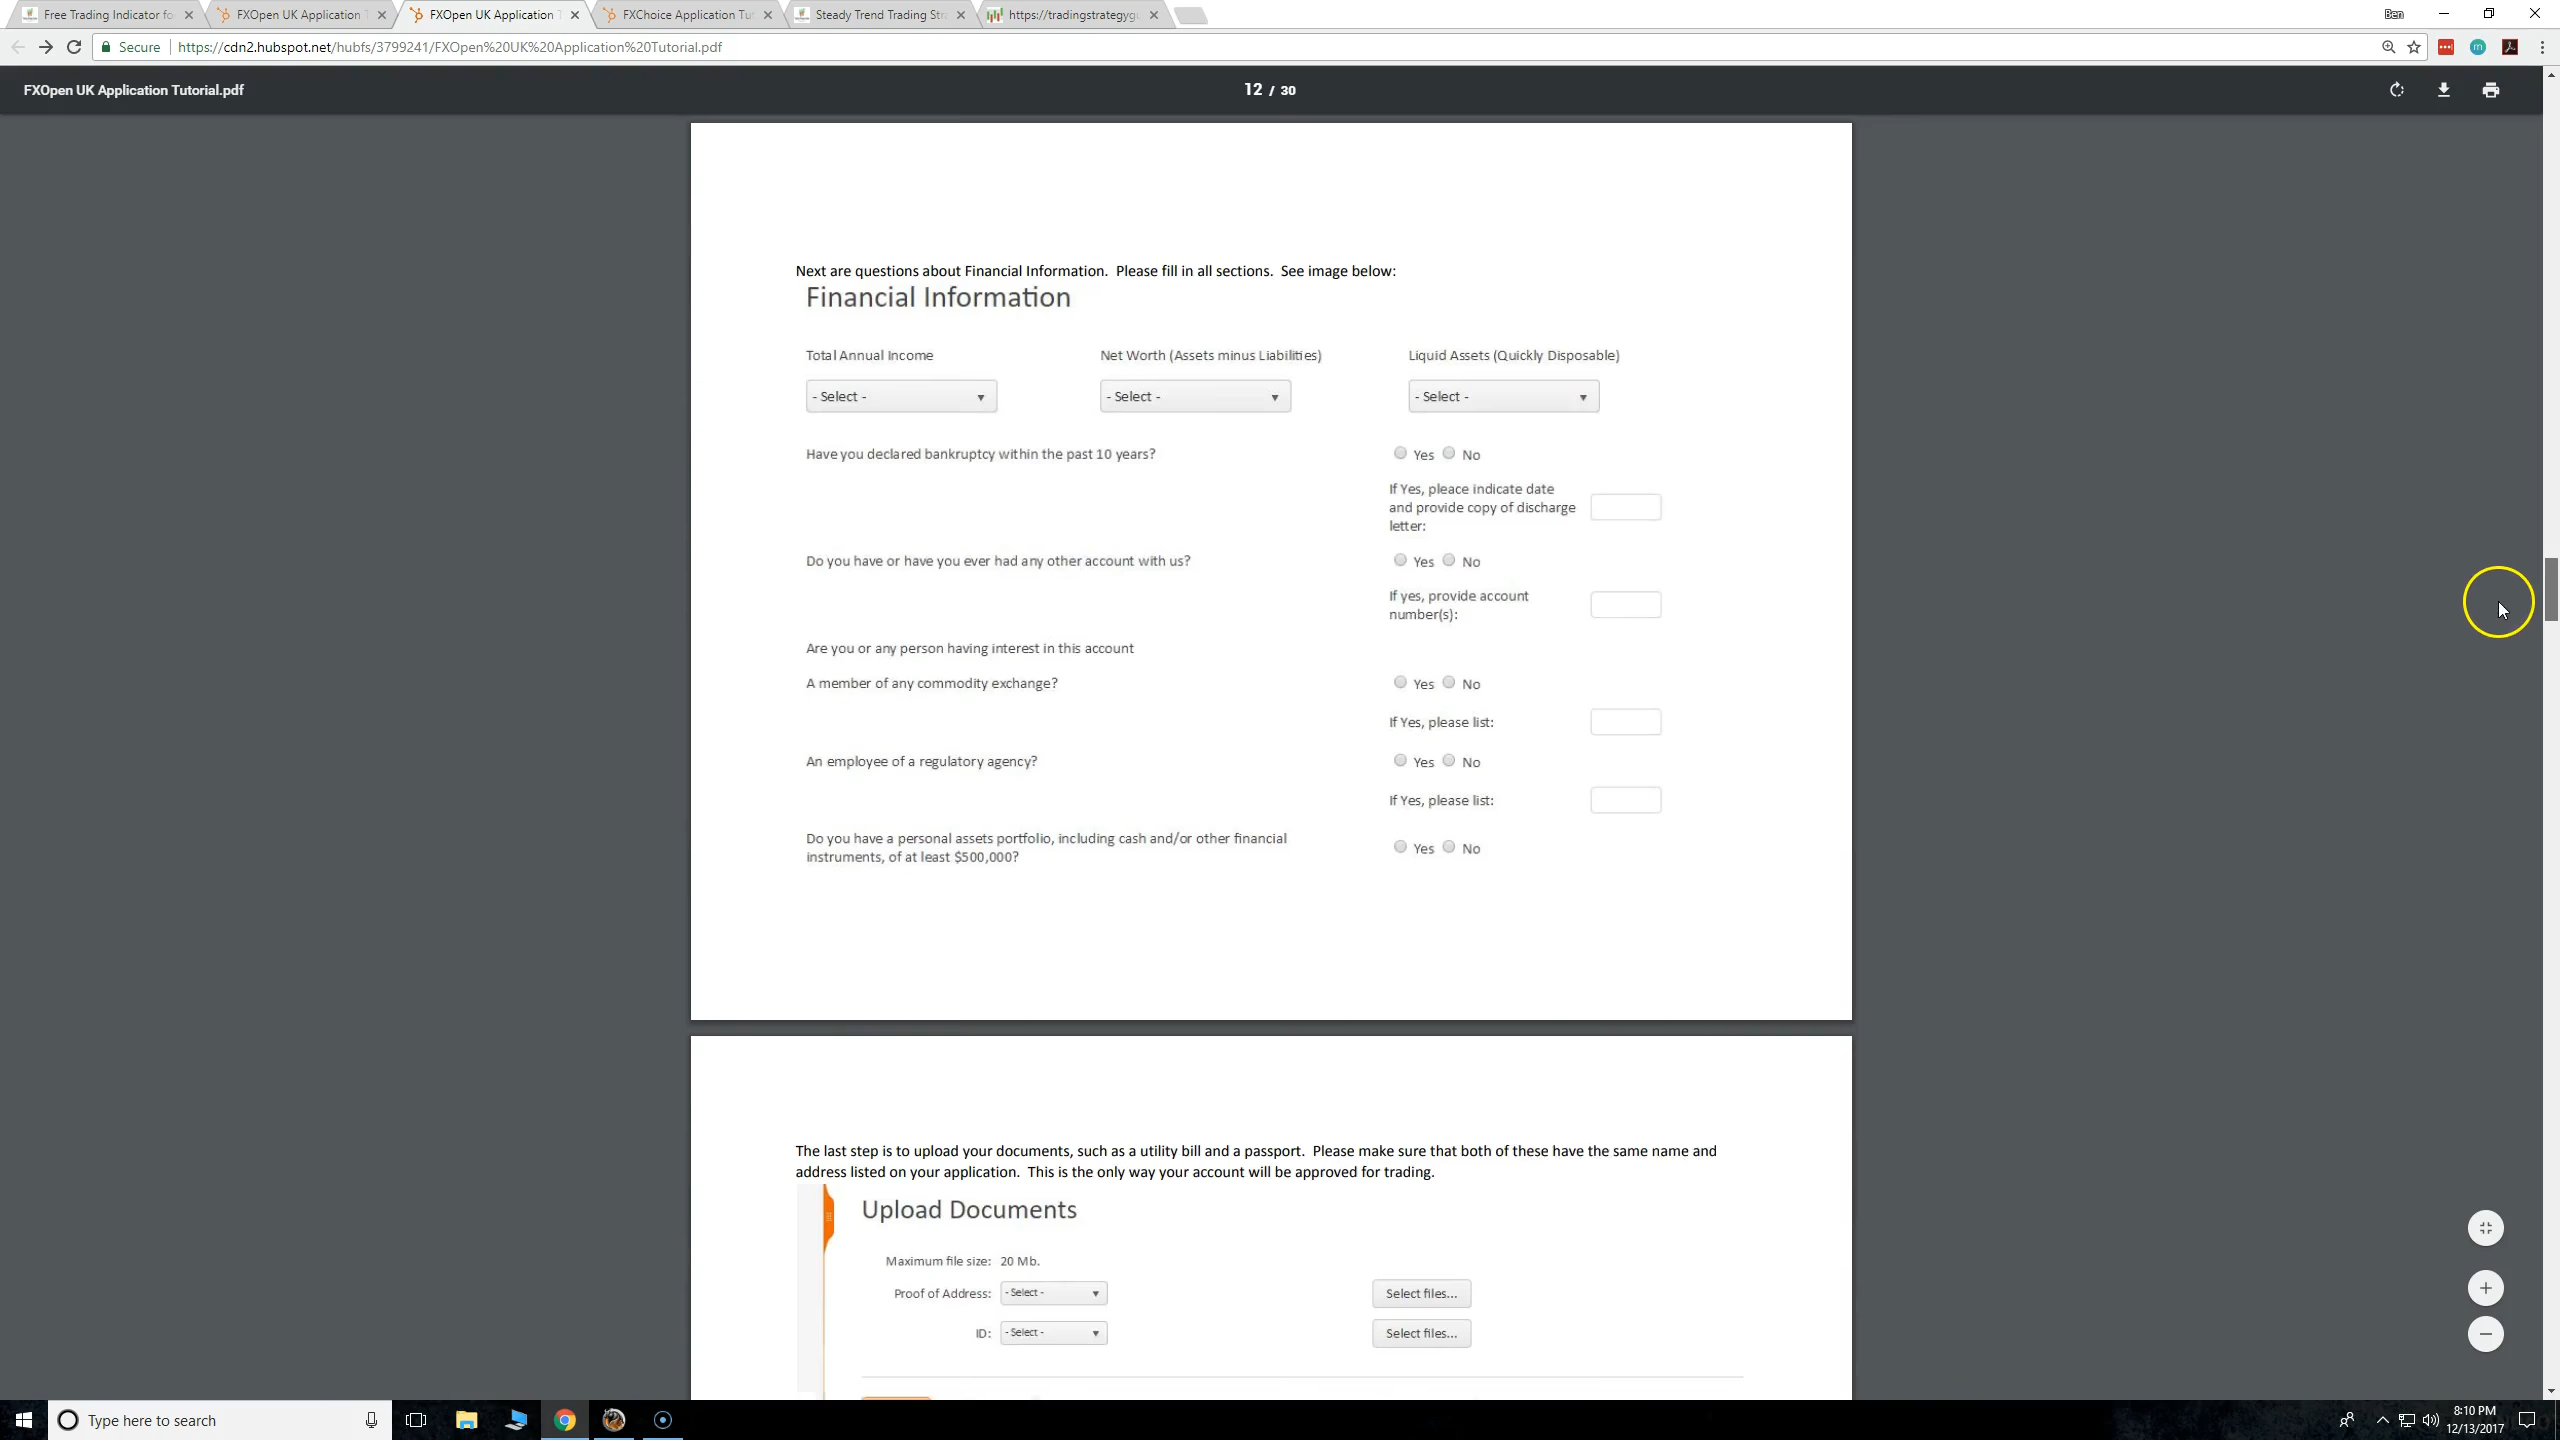 Free Trading Indicator fo
FXOpen UK Application T
FXOpen UK Application T
FXChoice Application Tut
Steady Trend Trading Str
https://tradingstrategygu
Ben
Secure
https://cdn2.hubspot.net/hubfs/3799241/FXOpen%20UK%20Application%20Tutorial.pdf
FXOpen UK Application Tutorial.pdf
12 / 30
Next are questions about Financial Information. Please fill in all sections. See image below:
Financial Information
Total Annual Income
Net Worth (Assets minus Liabilities)
Liquid Assets (Quickly Disposable)
- Select -
- Select -
- Select -
Have you declared bankruptcy within the past 10 years?
Yes No
If Yes, pleace indicate date
and provide copy of discharge
letter:
Do you have or have you ever had any other account with us?
Yes No
If yes, provide account
number(s):
Are you or any person having interest in this account
A member of any commodity exchange?
Yes No
If Yes, please list:
An employee of a regulatory agency?
Yes No
If Yes, please list:
Do you have a personal assets portfolio, including cash and/or other financial
instruments, of at least $500,000?
Yes No
The last step is to upload your documents, such as a utility bill and a passport. Please make sure that both of these have the same name and
address listed on your application. This is the only way your account will be approved for trading.
Upload Documents
Maximum file size: 20 Mb.
Proof of Address: - Select - Select files...
ID: - Select - Select files...
Type here to search
8:10 PM
12/13/2017